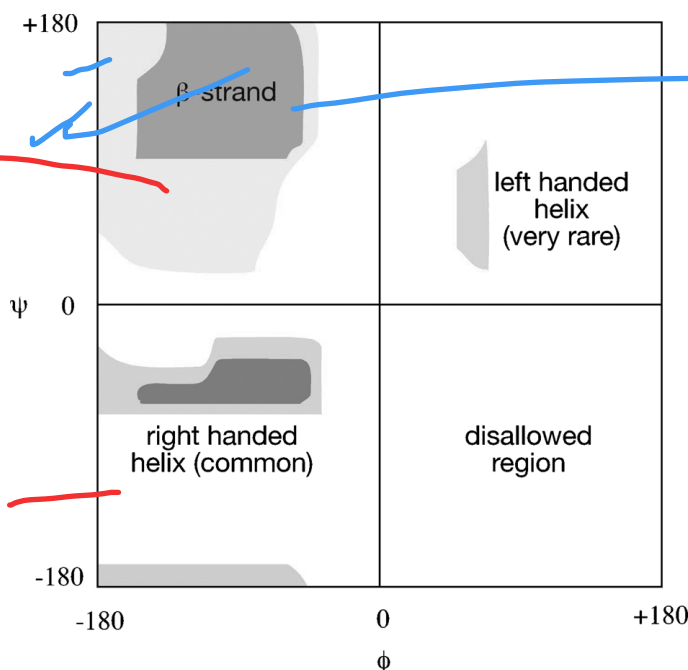 +180
β-strand
left handed
helix
(very rare)
ψ 0
right handed
helix (common)
disallowed
region
-180
-180 0 +180
ϕ